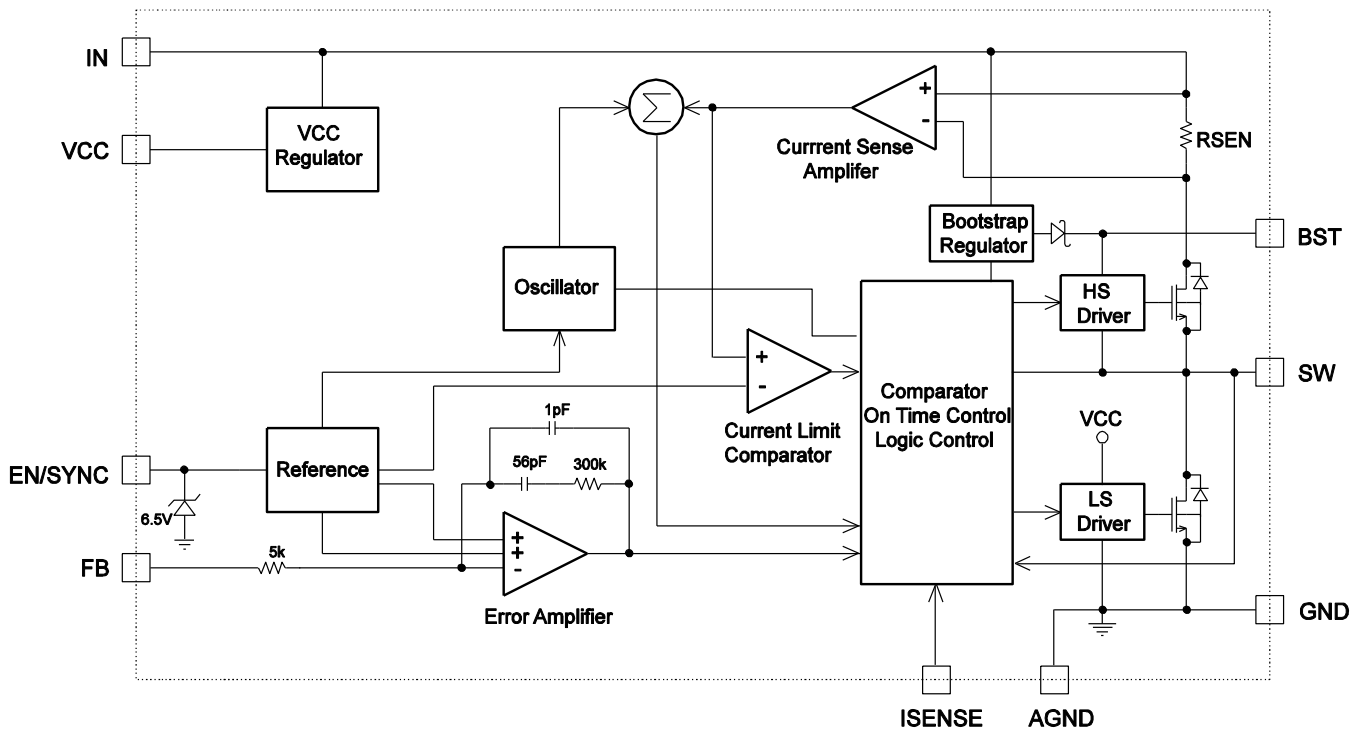 IN
VCC
Regulator
VCC
Σ
+
-
Currrent Sense
Amplifer
RSEN
Bootstrap
Regulator
BST
Oscillator
HS
Driver
+
-
Current Limit
Comparator
Comparator
On Time Control
Logic Control
SW
VCC
1pF
56pF
300k
EN/SYNC
Reference
6.5V
LS
Driver
+
+
-
Error Amplifier
5k
FB
GND
ISENSE
AGND